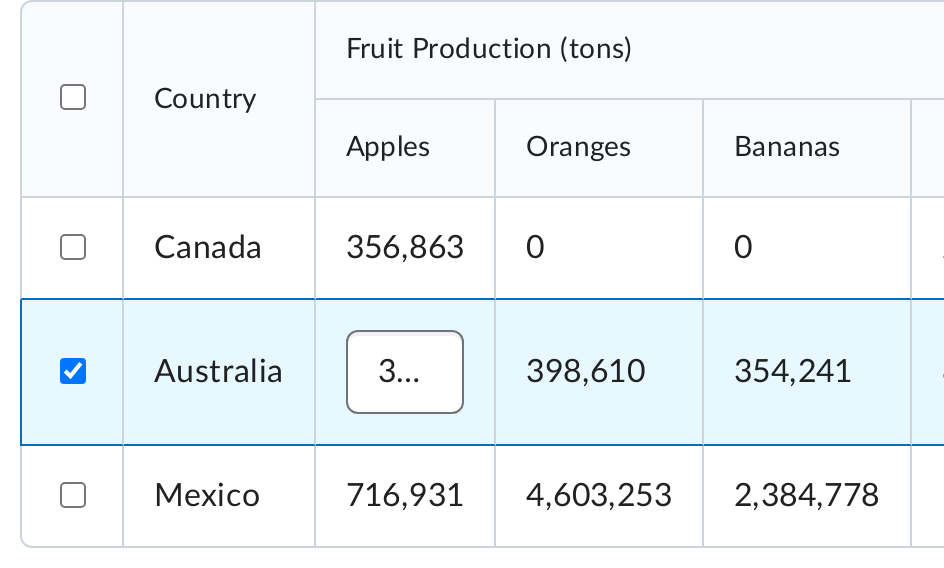 Fruit Production (tons)
Country
Apples Oranges Bananas
Canada 356,863 0 0
Australia 3... 398,610 354,241
Mexico 716,931 4,603,253 2,384,778